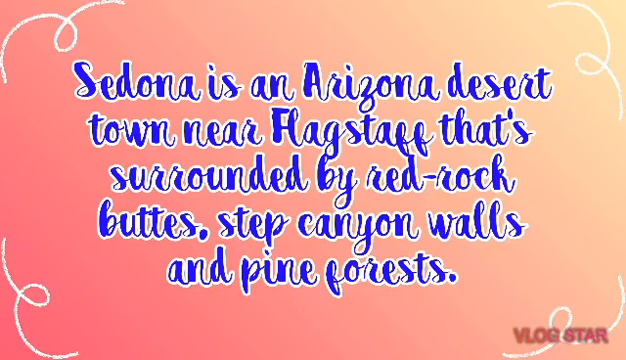 Sedona is an Arizona desert
town near Flagstaff that's
surrounded by red-rock
buttes, step canyon walls
and pine forests.
VLOG STAR